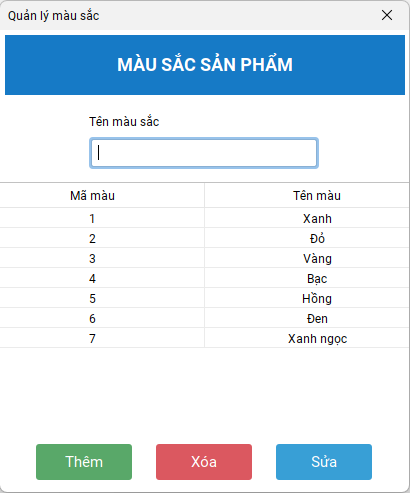 Quản lý màu sắc
MÀU SẮC SẢN PHẨM
Tên màu sắc
Mã màu Tên màu
1 Xanh
2 Đỏ
3 Vàng
4 Bạc
5 Hồng
6 Đen
7 Xanh ngọc
Thêm Xóa Sửa